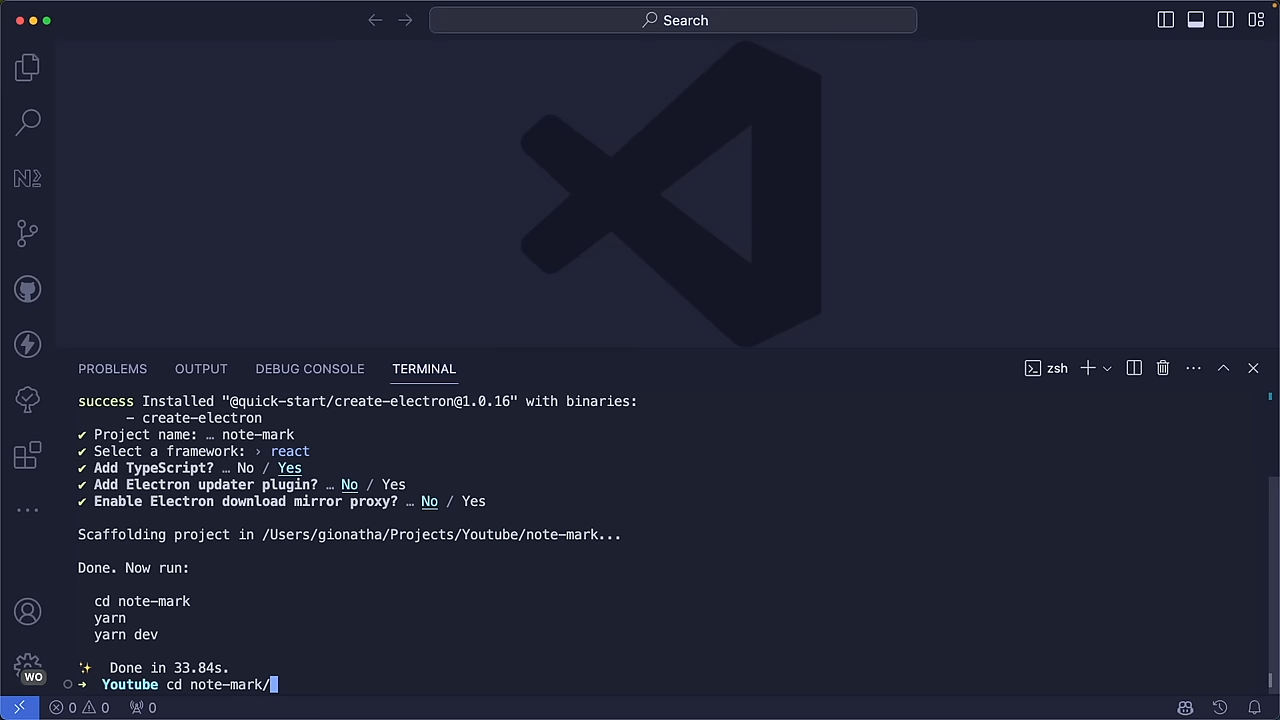 Search
PROBLEMS OUTPUT DEBUG CONSOLE TERMINAL zsh
success Installed "@quick-start/create-electron@1.0.16" with binaries:
- create-electron
✔ Project name: … note-mark
✔ Select a framework: › react
✔ Add TypeScript? … No / Yes
✔ Add Electron updater plugin? … No / Yes
✔ Enable Electron download mirror proxy? … No / Yes
Scaffolding project in /Users/gionatha/Projects/Youtube/note-mark...
Done. Now run:
cd note-mark
yarn
yarn dev
✨ Done in 33.84s.
WO
➜ Youtube cd note-mark/
0 0 0